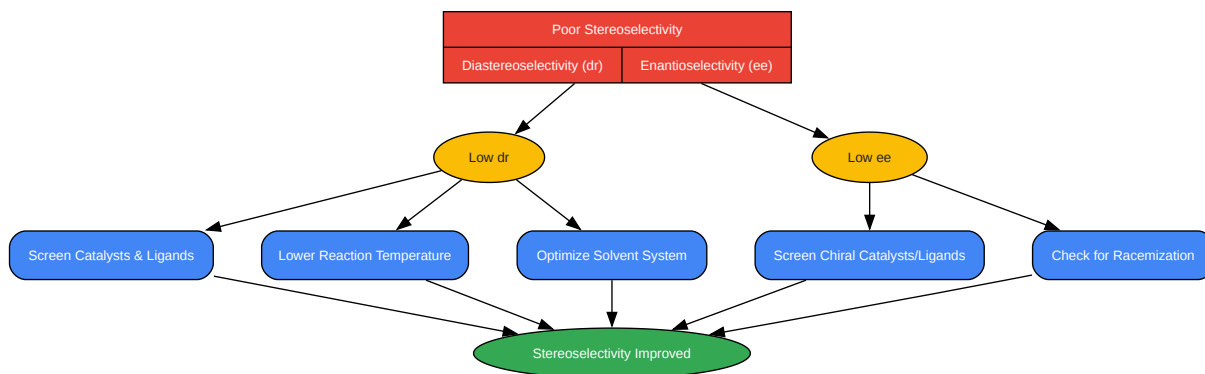 Poor Stereoselectivity
Diastereoselectivity (dr)
Enantioselectivity (ee)
Low dr
Low ee
Screen Catalysts & Ligands
Lower Reaction Temperature
Optimize Solvent System
Screen Chiral Catalysts/Ligands
Check for Racemization
Stereoselectivity Improved